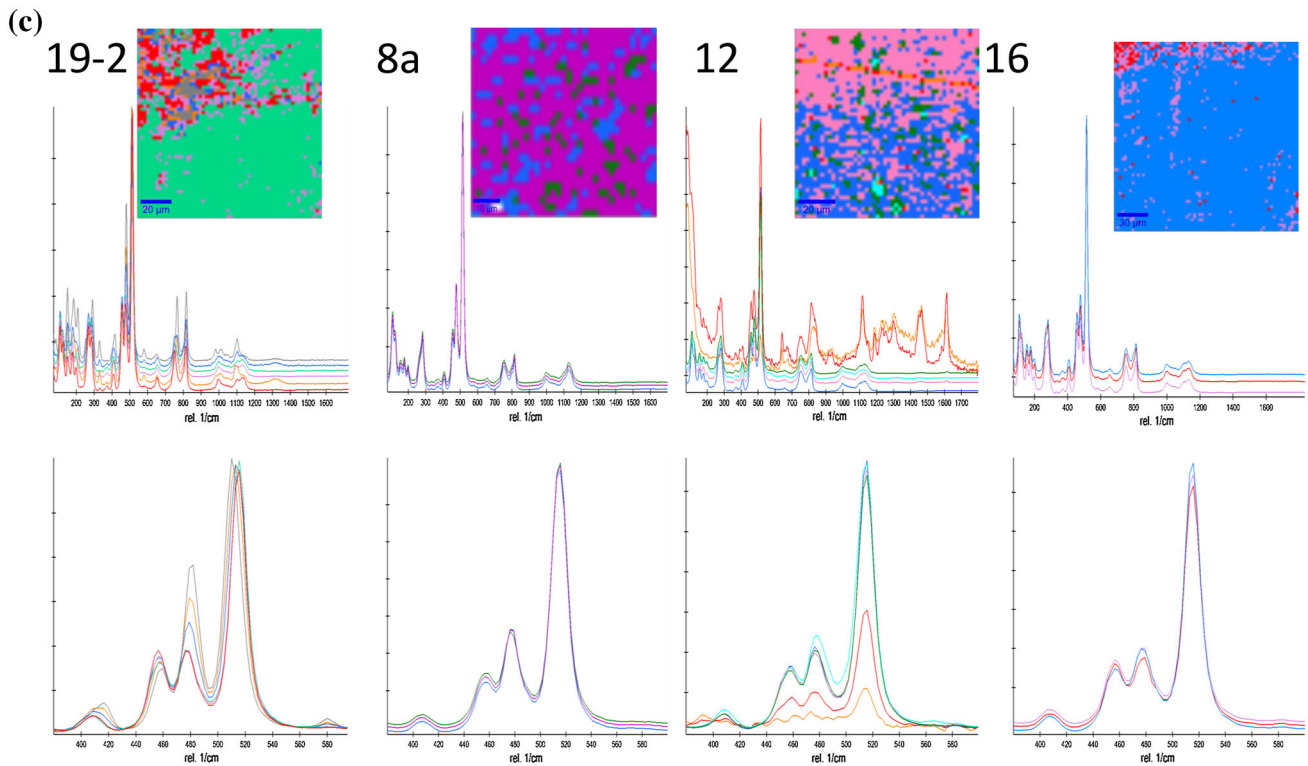 (c)
19-2
8a
12
16
20 µm
10 µm
20 µm
30 µm
100 200 300 400 500 600 700 800 900 1000 1100 1200 1300 1500 1600
rel. 1/cm
100 200 300 400 500 600 700 800 900 1000 1100 1200 1300 1400 1600
rel. 1/cm
200 300 400 500 600 700 800 900 1000 1100 1200 1300 1400 1500 1600 1700
rel. 1/cm
200 400 600 800 1000 1200 1400 1600
rel. 1/cm
400 420 440 460 480 500 520 540 560 580
rel. 1/cm
400 420 440 460 480 500 520 540 560 580
rel. 1/cm
380 400 420 440 460 480 500 520 540 560 580
rel. 1/cm
400 420 440 460 480 500 520 540 560 580
rel. 1/cm